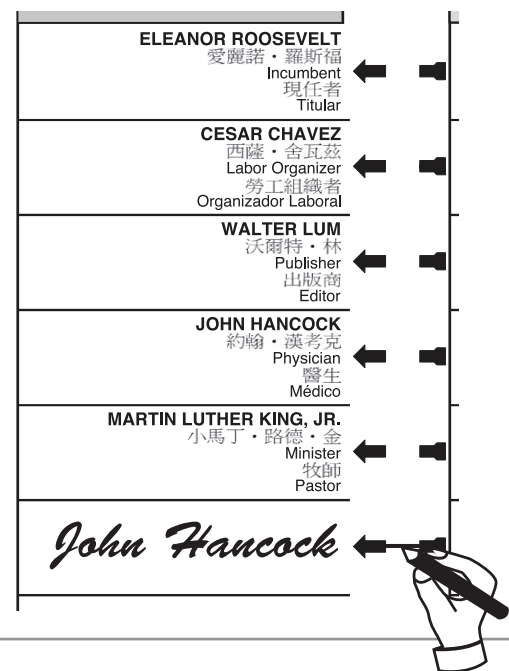 ELEANOR ROOSEVELT
愛麗諾・羅斯福
Incumbent
現任者
Titular
CESAR CHAVEZ
西薩・舍瓦茲
Labor Organizer
勞工組織者
Organizador Laboral
WALTER LUM
沃爾特・林
Publisher
出版商
Editor
JOHN HANCOCK
約翰・漢考克
Physician
醫生
Médico
MARTIN LUTHER KING, JR.
小馬丁・路德・金
Minister
牧師
Pastor
John Hancock